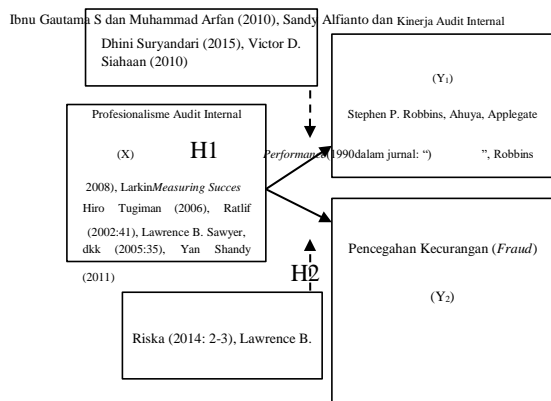 Ibnu Gautama S dan Muhammad Arfan (2010), Sandy Alfianto dan Kinerja Audit Internal
Dhini Suryandari (2015), Victor D.
Siahaan (2010)
(Y1)
Stephen P. Robbins, Ahuya, Applegate
Profesionalisme Audit Internal
(X)
H1
Performance(1990dalam jurnal: “) ”, Robbins
2008), LarkinMeasuring Succes
Hiro Tugiman (2006), Ratlif
(2002:41), Lawrence B. Sawyer,
dkk (2005:35), Yan Shandy
(2011)
H2
Pencegahan Kecurangan (Fraud)
(Y2)
Riska (2014: 2-3), Lawrence B.